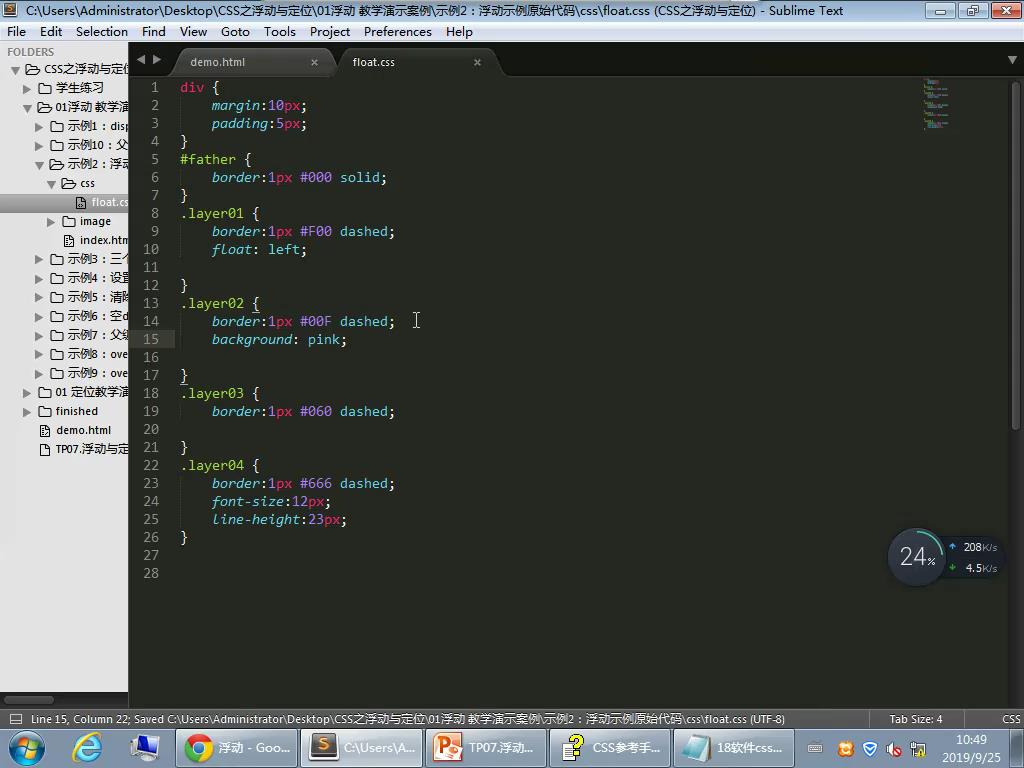 C:\Users\Administrator\Desktop\CSS之浮动与定位\01浮动 教学演示案例\示例2：浮动示例原始代码\css\float.css (CSS之浮动与定位) - Sublime Text
File Edit Selection Find View Goto Tools Project Preferences Help
FOLDERS
CSS之浮动与定位
学生练习
01浮动 教学演
示例1：disp
示例10：父
示例2：浮动
css
float.cs
image
index.htm
示例3：三个
示例4：设置
示例5：清除
示例6：空d
示例7：父级
示例8：ove
示例9：ove
01 定位教学演
finished
demo.html
TP07.浮动与定
demo.html × float.css ×
1 div {
2 margin:10px;
3 padding:5px;
4 }
5 #father {
6 border:1px #000 solid;
7 }
8 .layer01 {
9 border:1px #F00 dashed;
10 float: left;
11
12 }
13 .layer02 {
14 border:1px #00F dashed;
15 background: pink;
16
17 }
18 .layer03 {
19 border:1px #060 dashed;
20
21 }
22 .layer04 {
23 border:1px #666 dashed;
24 font-size:12px;
25 line-height:23px;
26 }
27
28
24%
208K/s
4.5K/s
Line 15, Column 22; Saved C:\Users\Administrator\Desktop\CSS之浮动与定位\01浮动 教学演示案例\示例2：浮动示例原始代码\css\float.css (UTF-8) Tab Size: 4 CSS
浮动 - Goo... C:\Users\A... TP07.浮动... CSS参考手... 18软件css...
10:49
2019/9/25